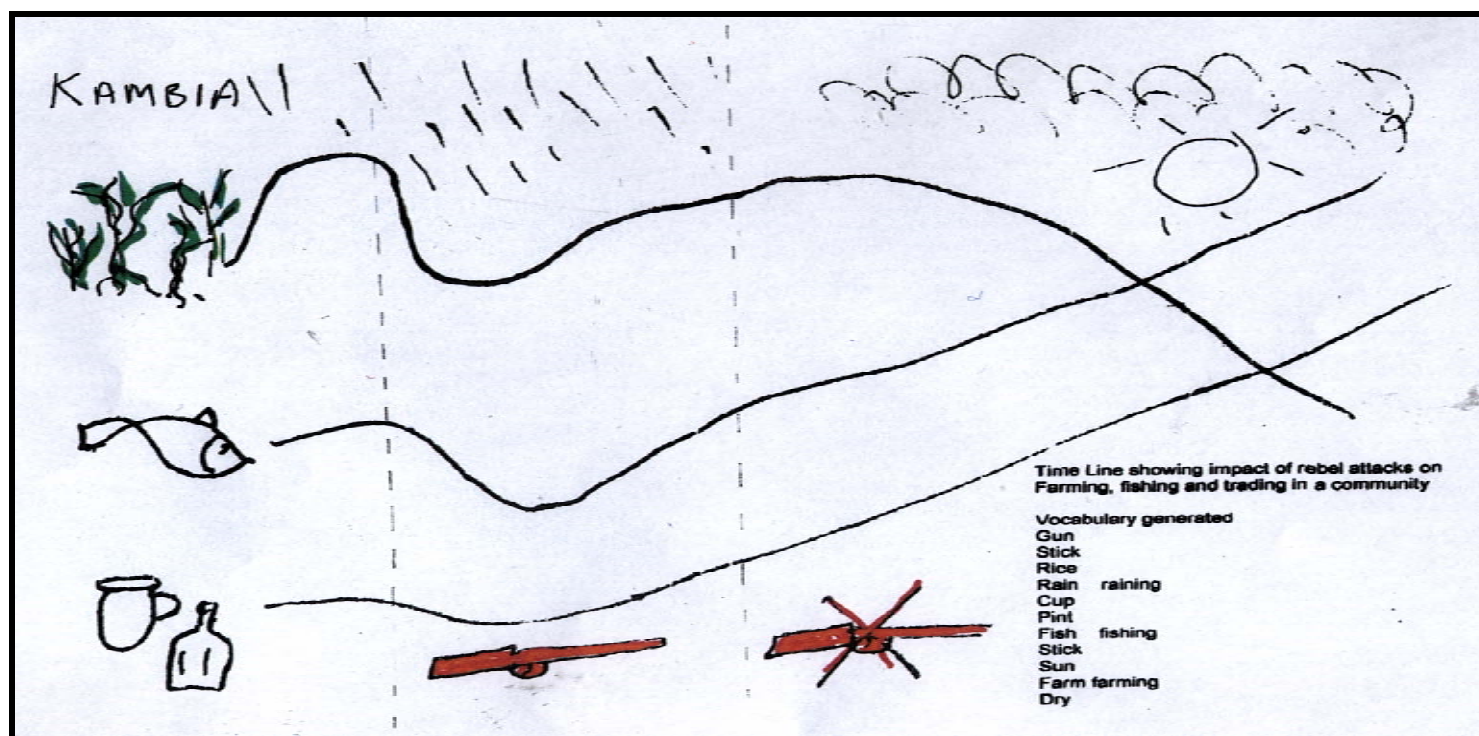 KAMBIA
Time Line showing impact of rebel attacks on
Farming, fishing and trading in a community
Vocabulary generated
Gun
Stick
Rice
Rain raining
Cup
Pint
Fish fishing
Stick
Sun
Farm farming
Dry